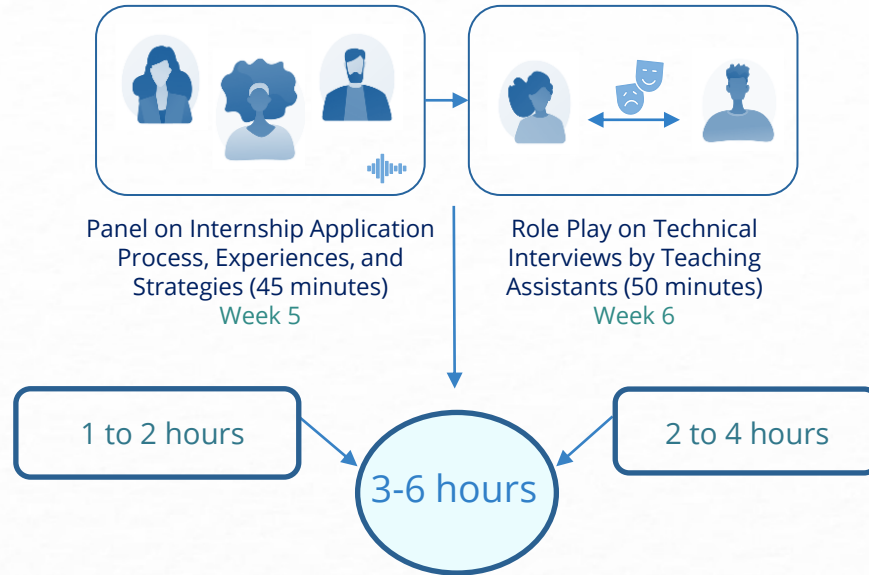 Panel on Internship Application
Process, Experiences, and
Strategies (45 minutes)
Week 5
Role Play on Technical
Interviews by Teaching
Assistants (50 minutes)
Week 6
1 to 2 hours
3-6 hours
2 to 4 hours